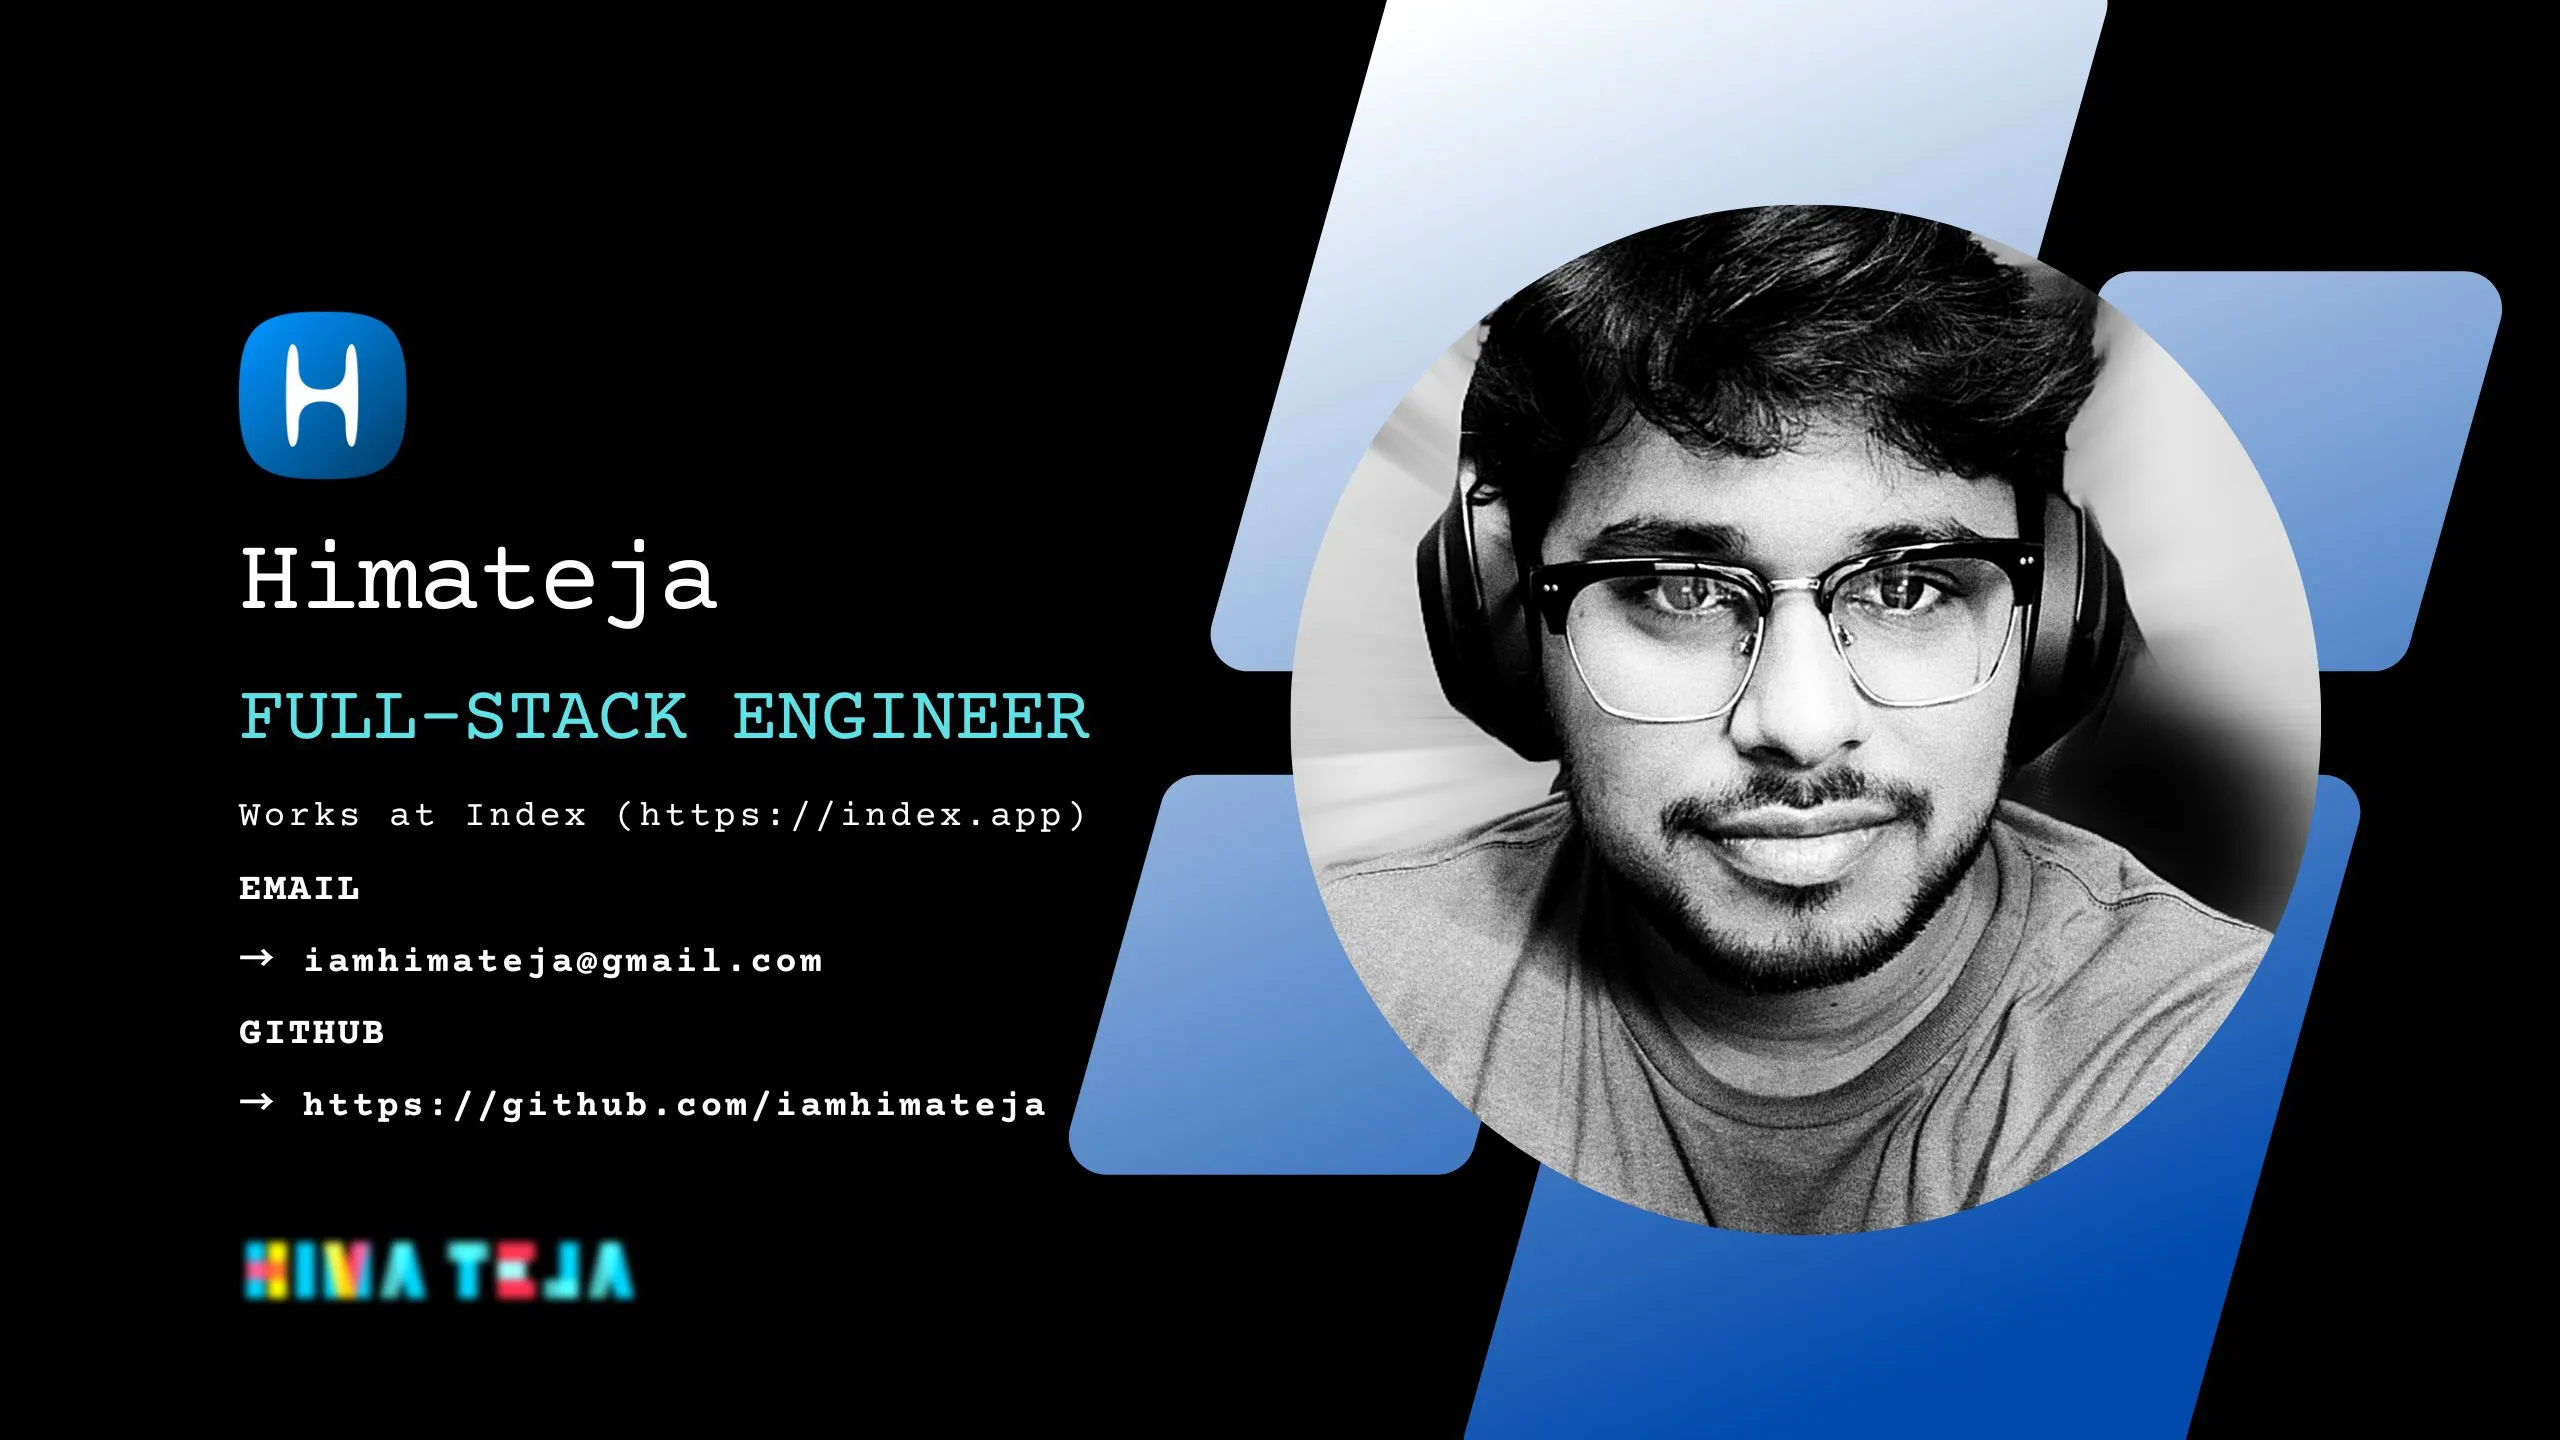 H
Himateja
FULL-STACK ENGINEER
Works at Index (https://index.app)
EMAIL
→ iamhimateja@gmail.com
GITHUB
→ https://github.com/iamhimateja
HIMA TEJA